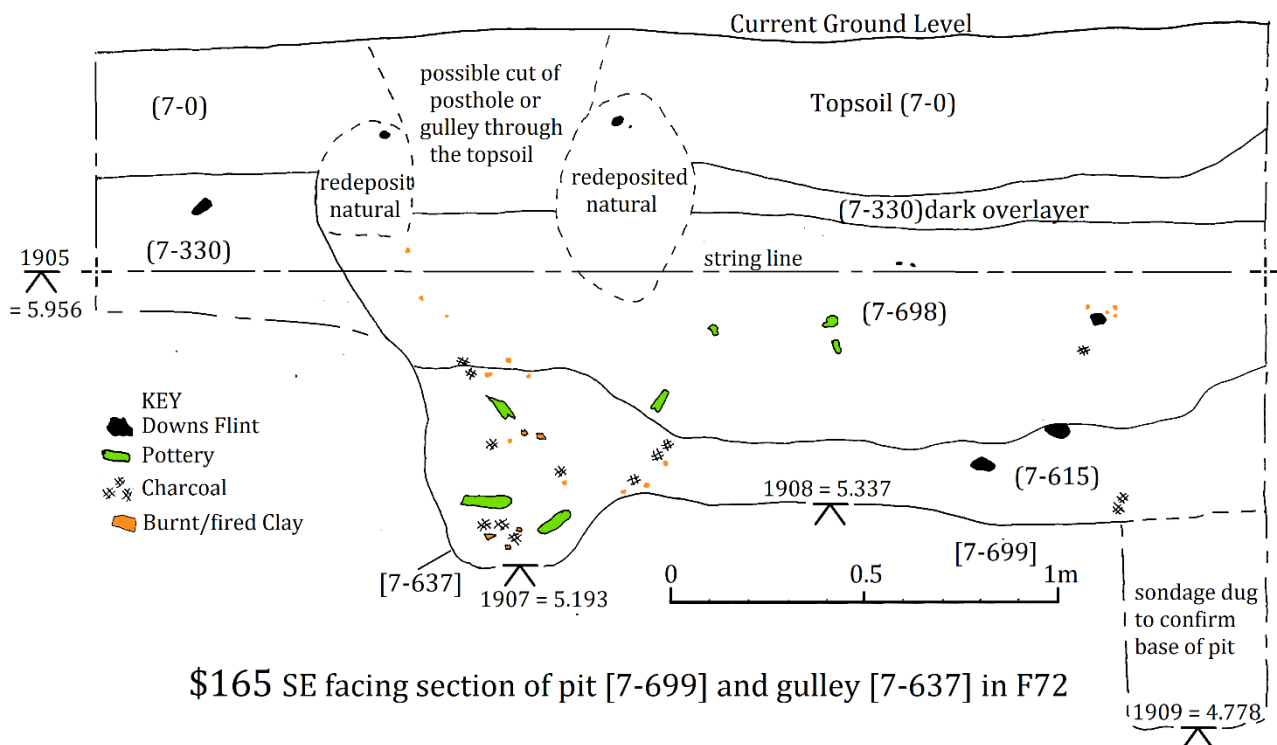 Current Ground Level
(7-0)
possible cut of
posthole or
gulley through
the topsoil
Topsoil (7-0)
redeposit
natural
redeposited
natural
(7-330)dark overlayer
(7-330)
1905
= 5.956
string line
(7-698)
KEY
Downs Flint
Pottery
Charcoal
Burnt/fired Clay
(7-615)
1908 = 5.337
[7-637]
1907 = 5.193
[7-699]
0 0.5 1m
sondage dug
to confirm
base of pit
1909 = 4.778
$165 SE facing section of pit [7-699] and gulley [7-637] in F72